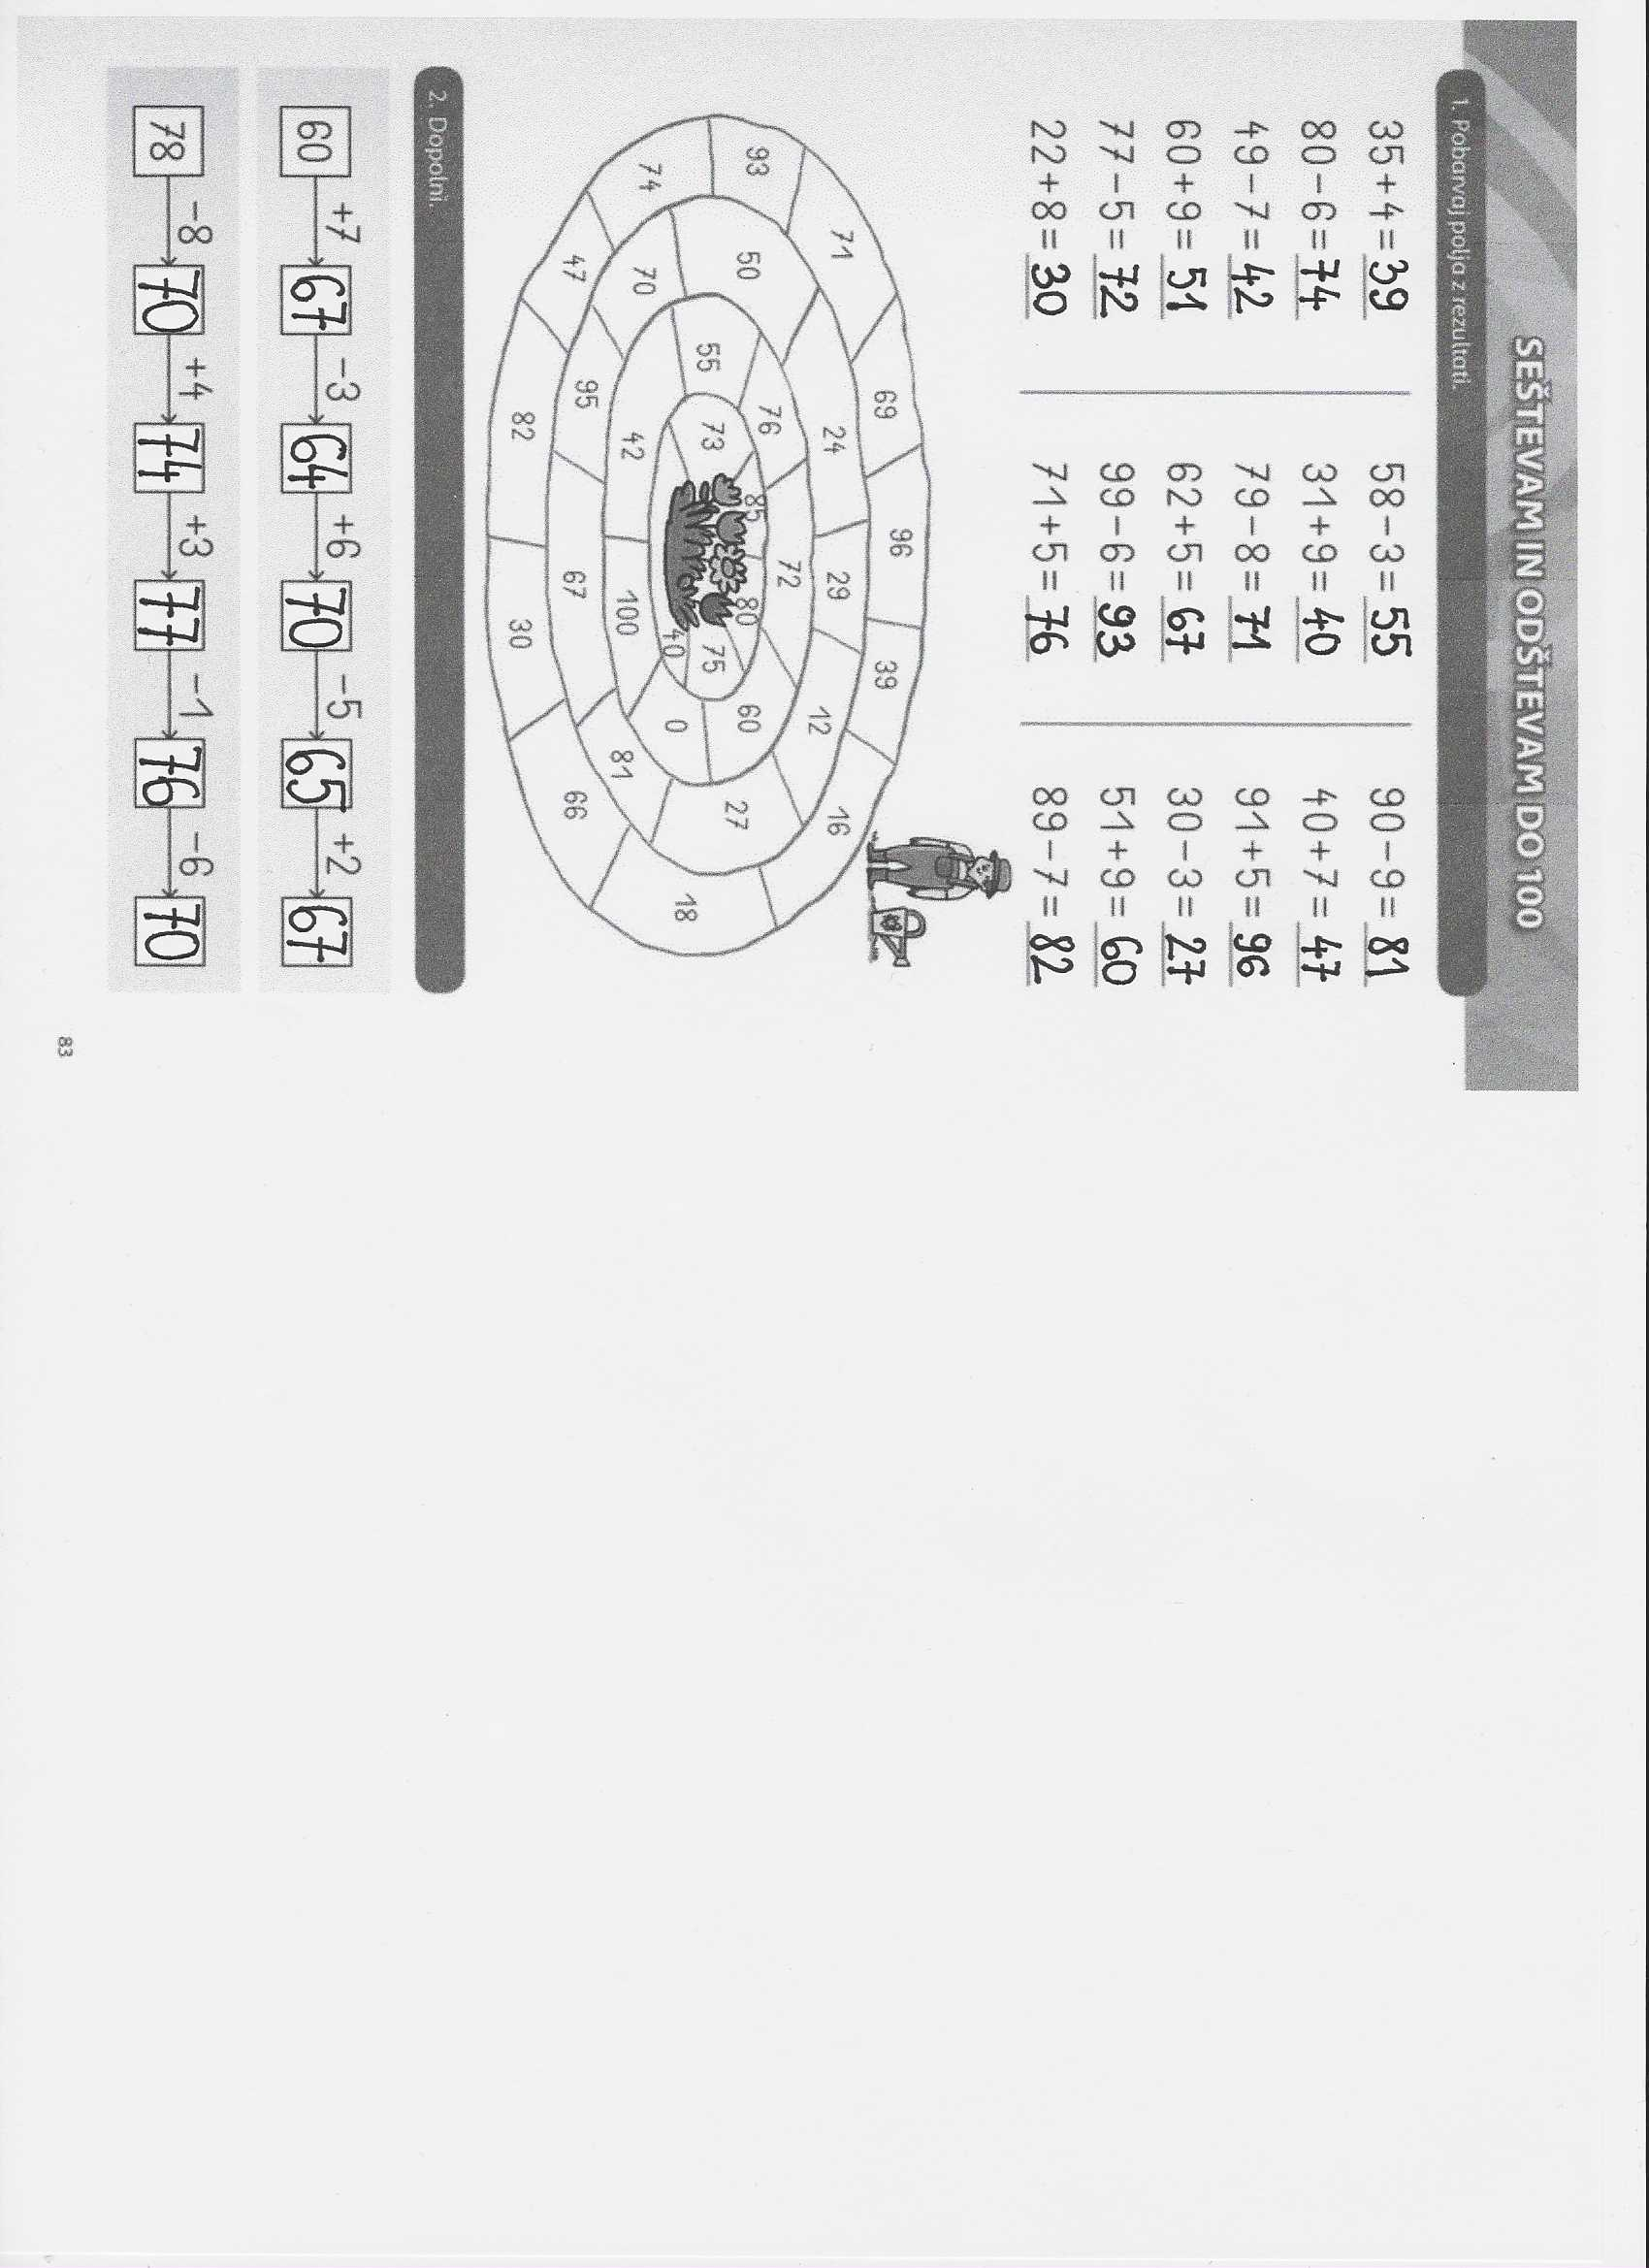 SEŠTEVAM IN ODŠTEVAM DO 100
1. Pobarvaj polja z rezultati.
35 + 4 = 39
80 - 6 = 74
49 - 7 = 42
60 + 9 = 51
77 - 5 = 72
22 + 8 = 30
58 - 3 = 55
31 + 9 = 40
79 - 8 = 71
62 + 5 = 67
99 - 6 = 93
71 + 5 = 76
90 - 9 = 81
40 + 7 = 47
91 + 5 = 96
30 - 3 = 27
51 + 9 = 60
89 - 7 = 82
93 71 69 96 39 16 18 66 30 82 47 74
50 24 29 12 27 81 67 95 70
55 76 72 60 0 100 42
73 85 80 75 40
2. Dopolni.
60 +7 67 -3 64 +6 70 -5 65 +2 67
78 -8 70 +4 74 +3 77 -1 76 -6 70
83